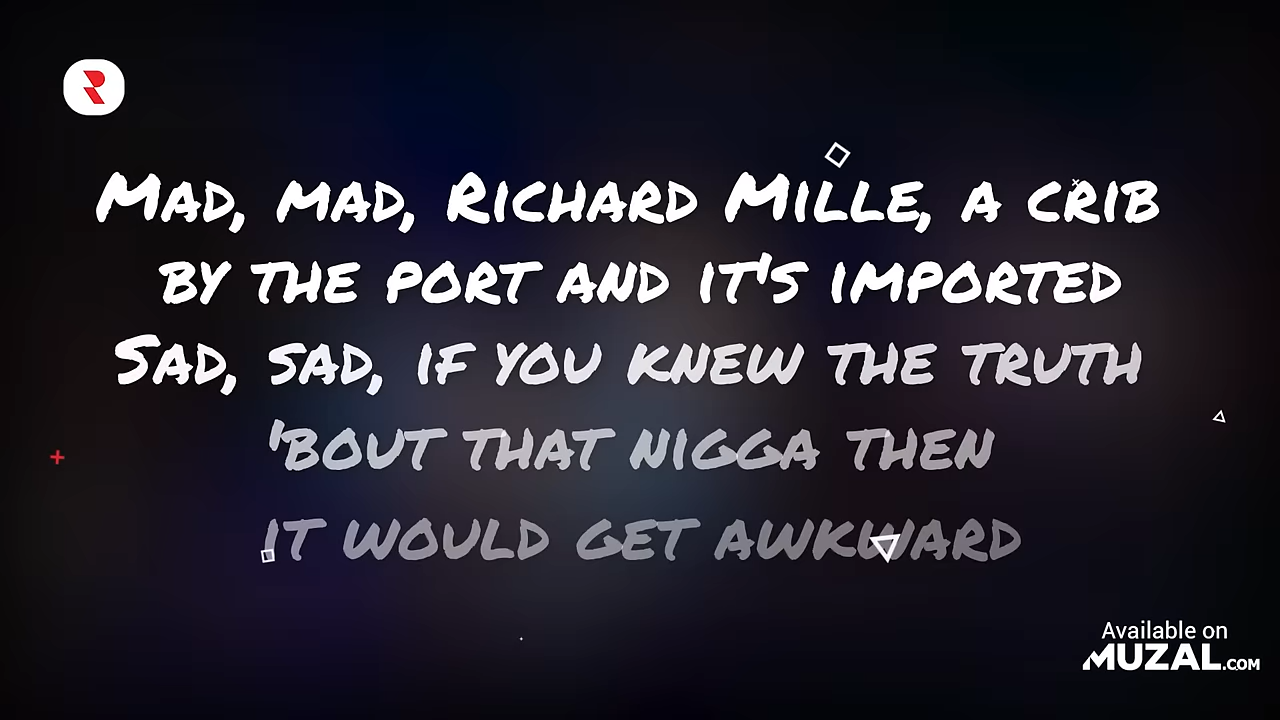 Mad, mad, Richard Mille, a crib
by the port and it's imported
Sad, sad, if you knew the truth
'bout that nigga then
it would get awkward
Available on
MUZAL.COM